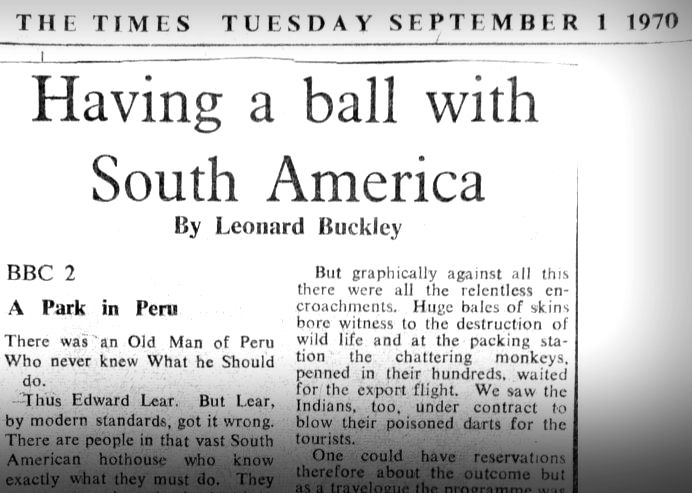 THE TIMES TUESDAY SEPTEMBER 1 1970
Having a ball with
South America
By Leonard Buckley
BBC 2
A Park in Peru
There was an Old Man of Peru
Who never knew What he Should
do.
Thus Edward Lear. But Lear,
by modern standards, got it wrong.
There are people in that vast South
American hothouse who know
exactly what they must do. They
But graphically against all this
there were all the relentless en-
croachments. Huge bales of skins
bore witness to the destruction of
wild life and at the packing sta-
tion the chattering monkeys,
penned in their hundreds, waited
for the export flight. We saw the
Indians, too, under contract to
blow their poisoned darts for the
tourists.
One could have reservations
therefore about the outcome but
as a travelogue the programme was